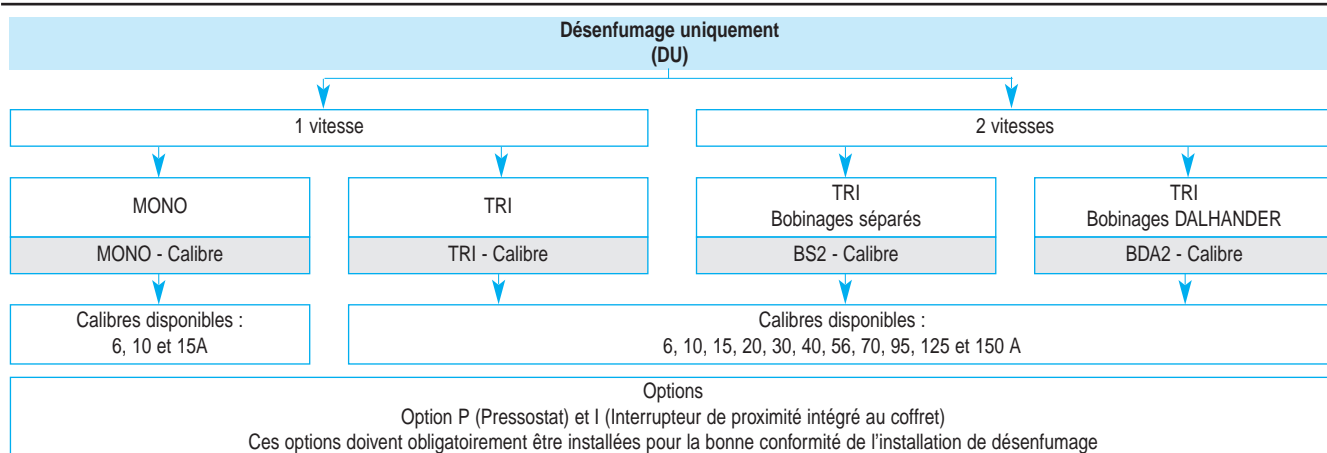 Désenfumage uniquement
(DU)
1 vitesse
2 vitesses
MONO
TRI
TRI
Bobinages séparés
TRI
Bobinages DALHANDER
MONO - Calibre
TRI - Calibre
BS2 - Calibre
BDA2 - Calibre
Calibres disponibles :
6, 10 et 15A
Calibres disponibles :
6, 10, 15, 20, 30, 40, 56, 70, 95, 125 et 150 A
Options
Option P (Pressostat) et I (Interrupteur de proximité intégré au coffret)
Ces options doivent obligatoirement être installées pour la bonne conformité de l'installation de désenfumage